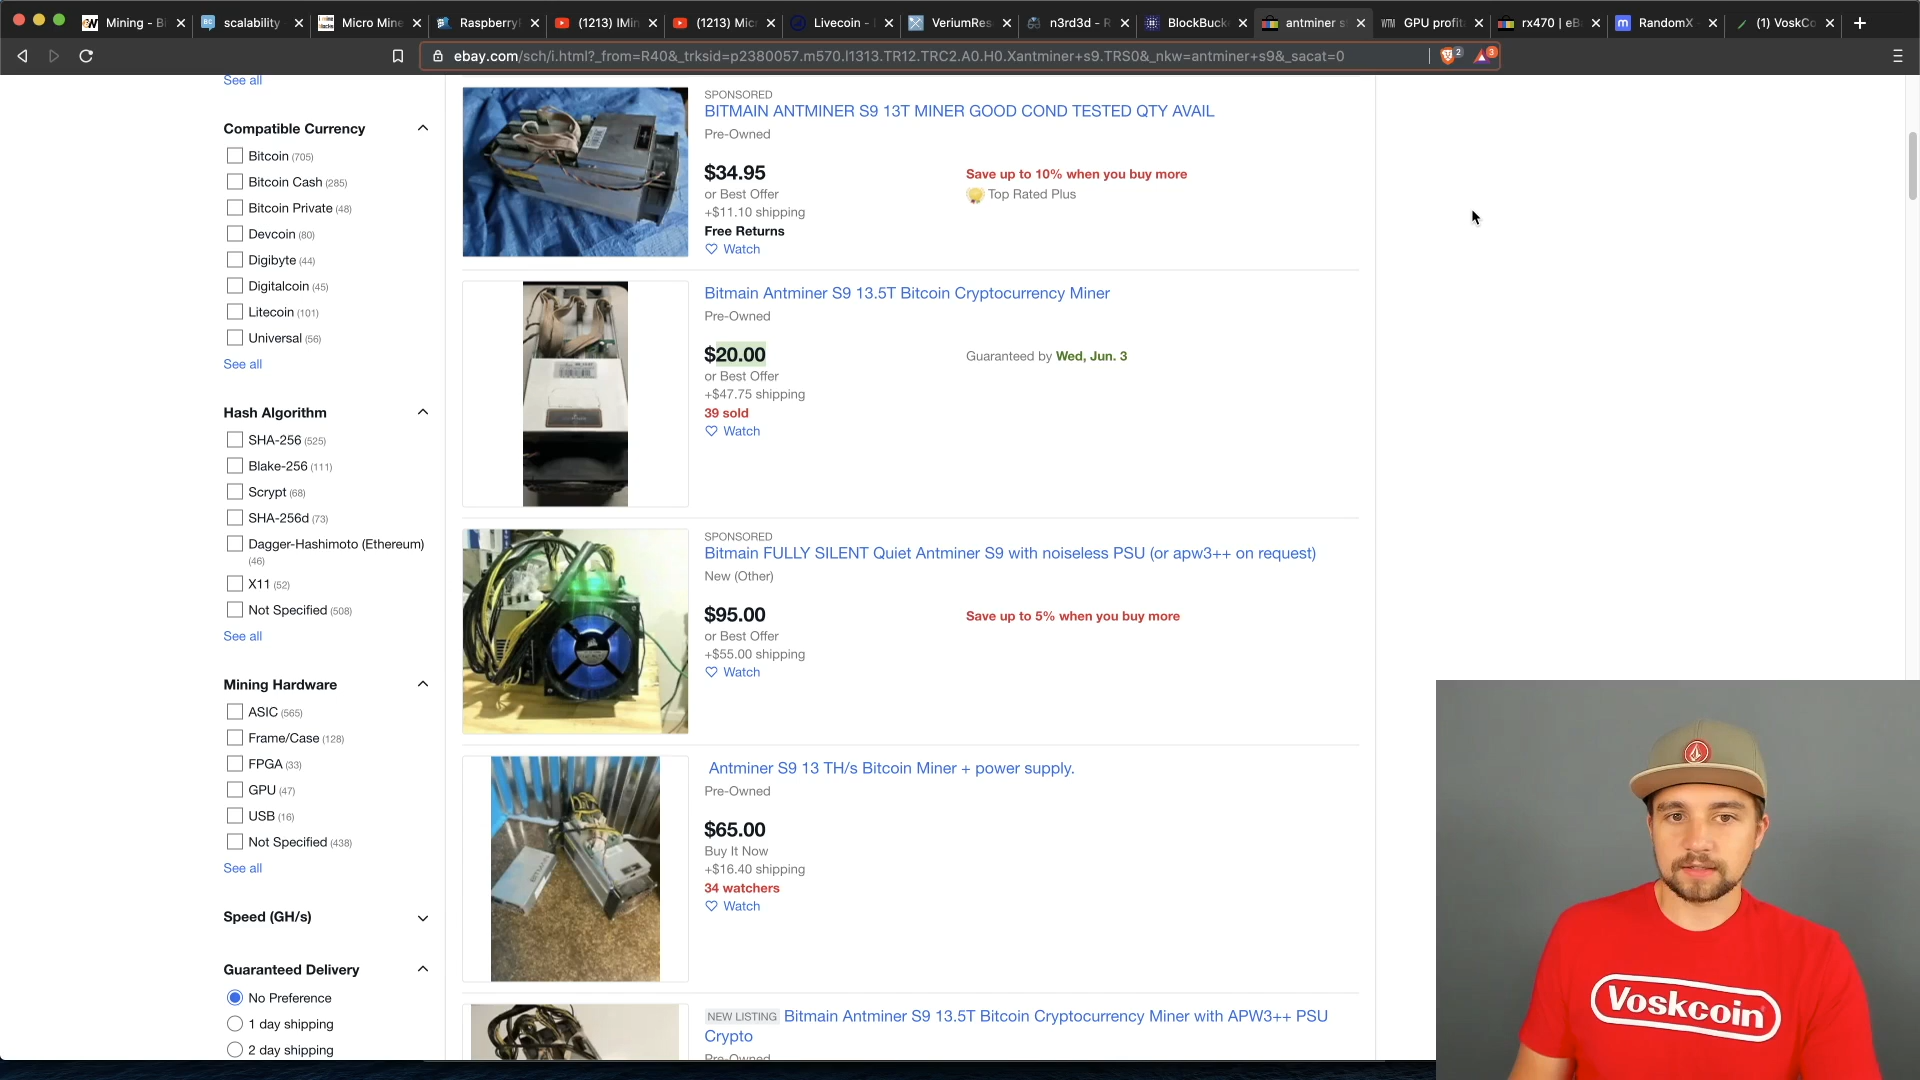 Mining - Bi
scalability
Micro Mine
Raspberry
(1213) IMin
(1213) Mic
Livecoin -
VeriumRes
n3rd3d - R
BlockBuck
antminer s
GPU profit
rx470 | eB
RandomX
(1) VoskCo
ebay.com/sch/i.html?_from=R40&_trksid=p2380057.m570.l1313.TR12.TRC2.A0.H0.Xantminer+s9.TRS0&_nkw=antminer+s9&_sacat=0
2
3
See all
Compatible Currency
Bitcoin (705)
Bitcoin Cash (285)
Bitcoin Private (48)
Devcoin (80)
Digibyte (44)
Digitalcoin (45)
Litecoin (101)
Universal (56)
See all
Hash Algorithm
SHA-256 (525)
Blake-256 (111)
Scrypt (68)
SHA-256d (73)
Dagger-Hashimoto (Ethereum)
(46)
X11 (52)
Not Specified (508)
See all
Mining Hardware
ASIC (565)
Frame/Case (128)
FPGA (33)
GPU (47)
USB (16)
Not Specified (438)
See all
Speed (GH/s)
Guaranteed Delivery
No Preference
1 day shipping
2 day shipping
SPONSORED
BITMAIN ANTMINER S9 13T MINER GOOD COND TESTED QTY AVAIL
Pre-Owned
$34.95
or Best Offer
+$11.10 shipping
Free Returns
Watch
Save up to 10% when you buy more
Top Rated Plus
Bitmain Antminer S9 13.5T Bitcoin Cryptocurrency Miner
Pre-Owned
$20.00
or Best Offer
+$47.75 shipping
39 sold
Watch
Guaranteed by Wed, Jun. 3
SPONSORED
Bitmain FULLY SILENT Quiet Antminer S9 with noiseless PSU (or apw3++ on request)
New (Other)
$95.00
or Best Offer
+$55.00 shipping
Watch
Save up to 5% when you buy more
Antminer S9 13 TH/s Bitcoin Miner + power supply.
Pre-Owned
$65.00
Buy It Now
+$16.40 shipping
34 watchers
Watch
NEW LISTING Bitmain Antminer S9 13.5T Bitcoin Cryptocurrency Miner with APW3++ PSU
Crypto
Pre-Owned
Voskcoin